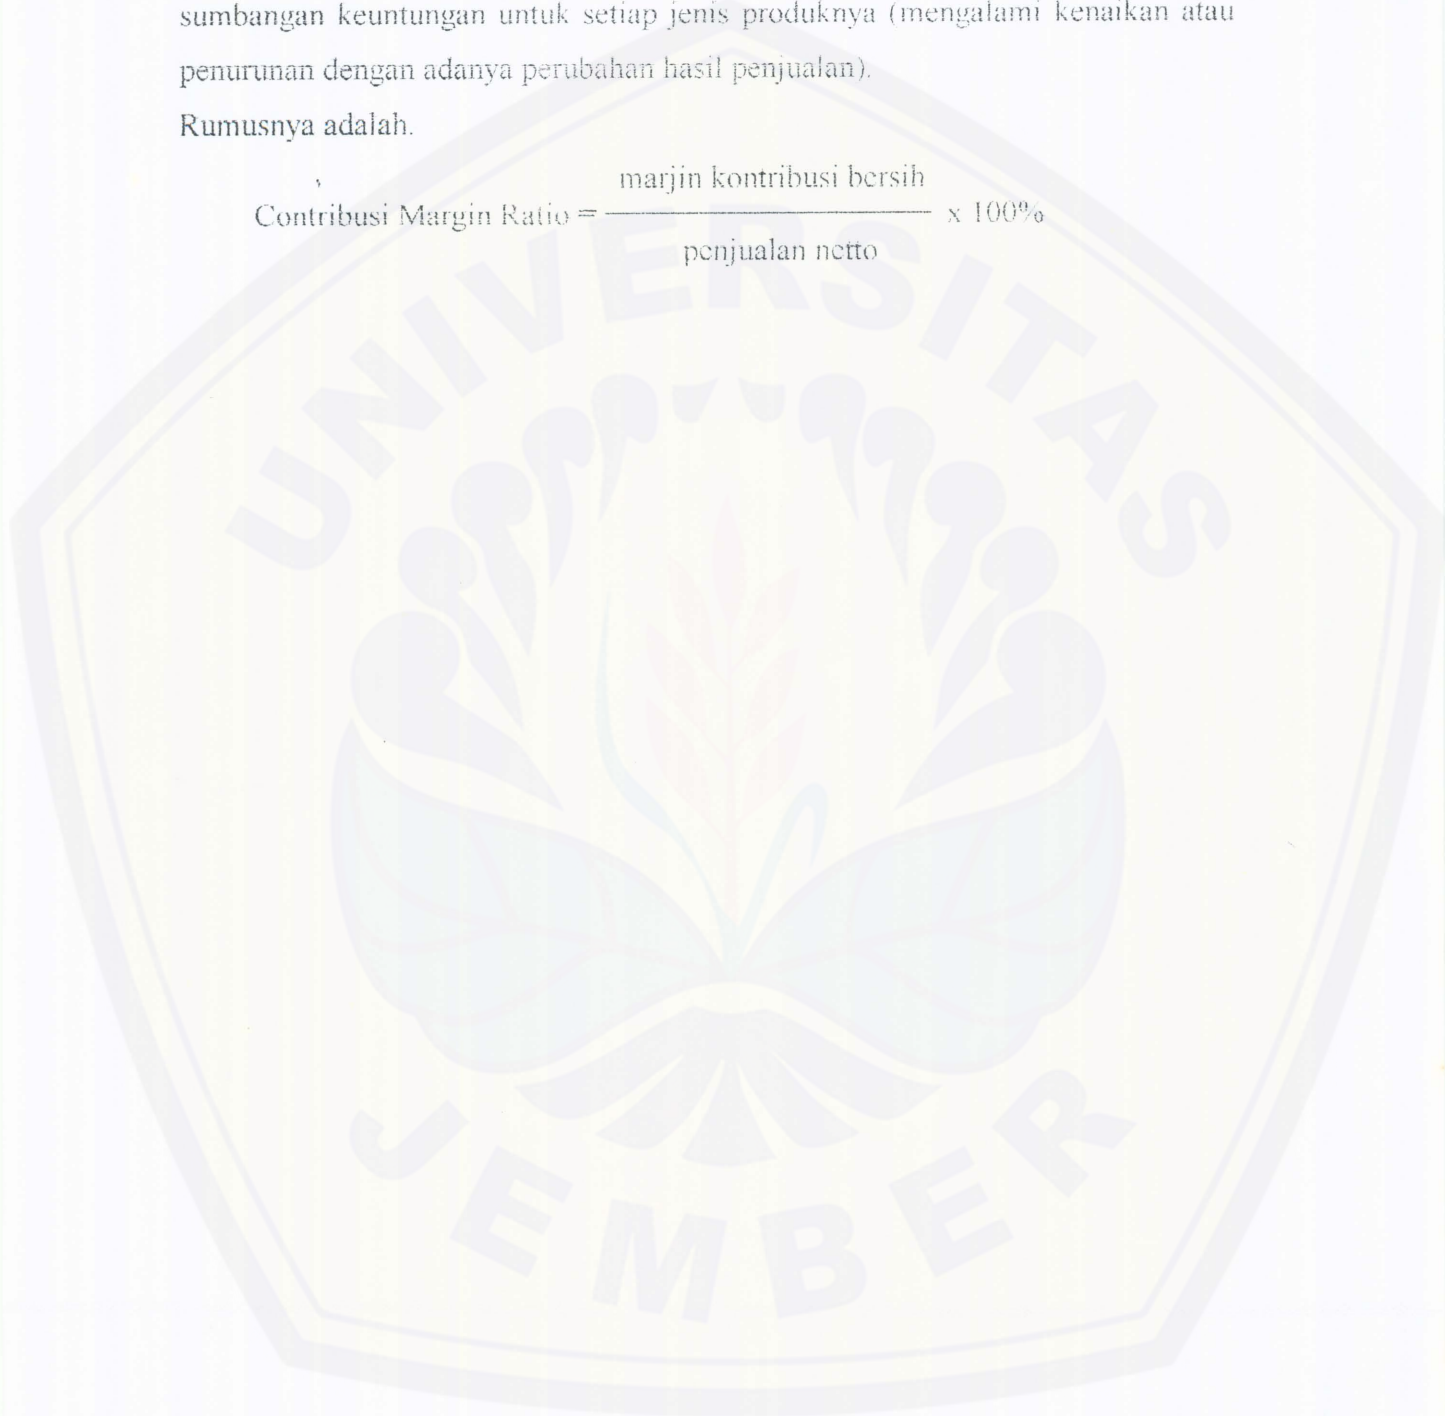 sumbangan keuntungan untuk setiap jenis produknya (mengalami kenaikan atau
penurunan dengan adanya perubahan hasil penjualan).
Rumusnya adalah.
marjin kontribusi bersih
Contribusi Margin Ratio = x 100%
penjualan netto
UNIVERSITAS
JEMBER